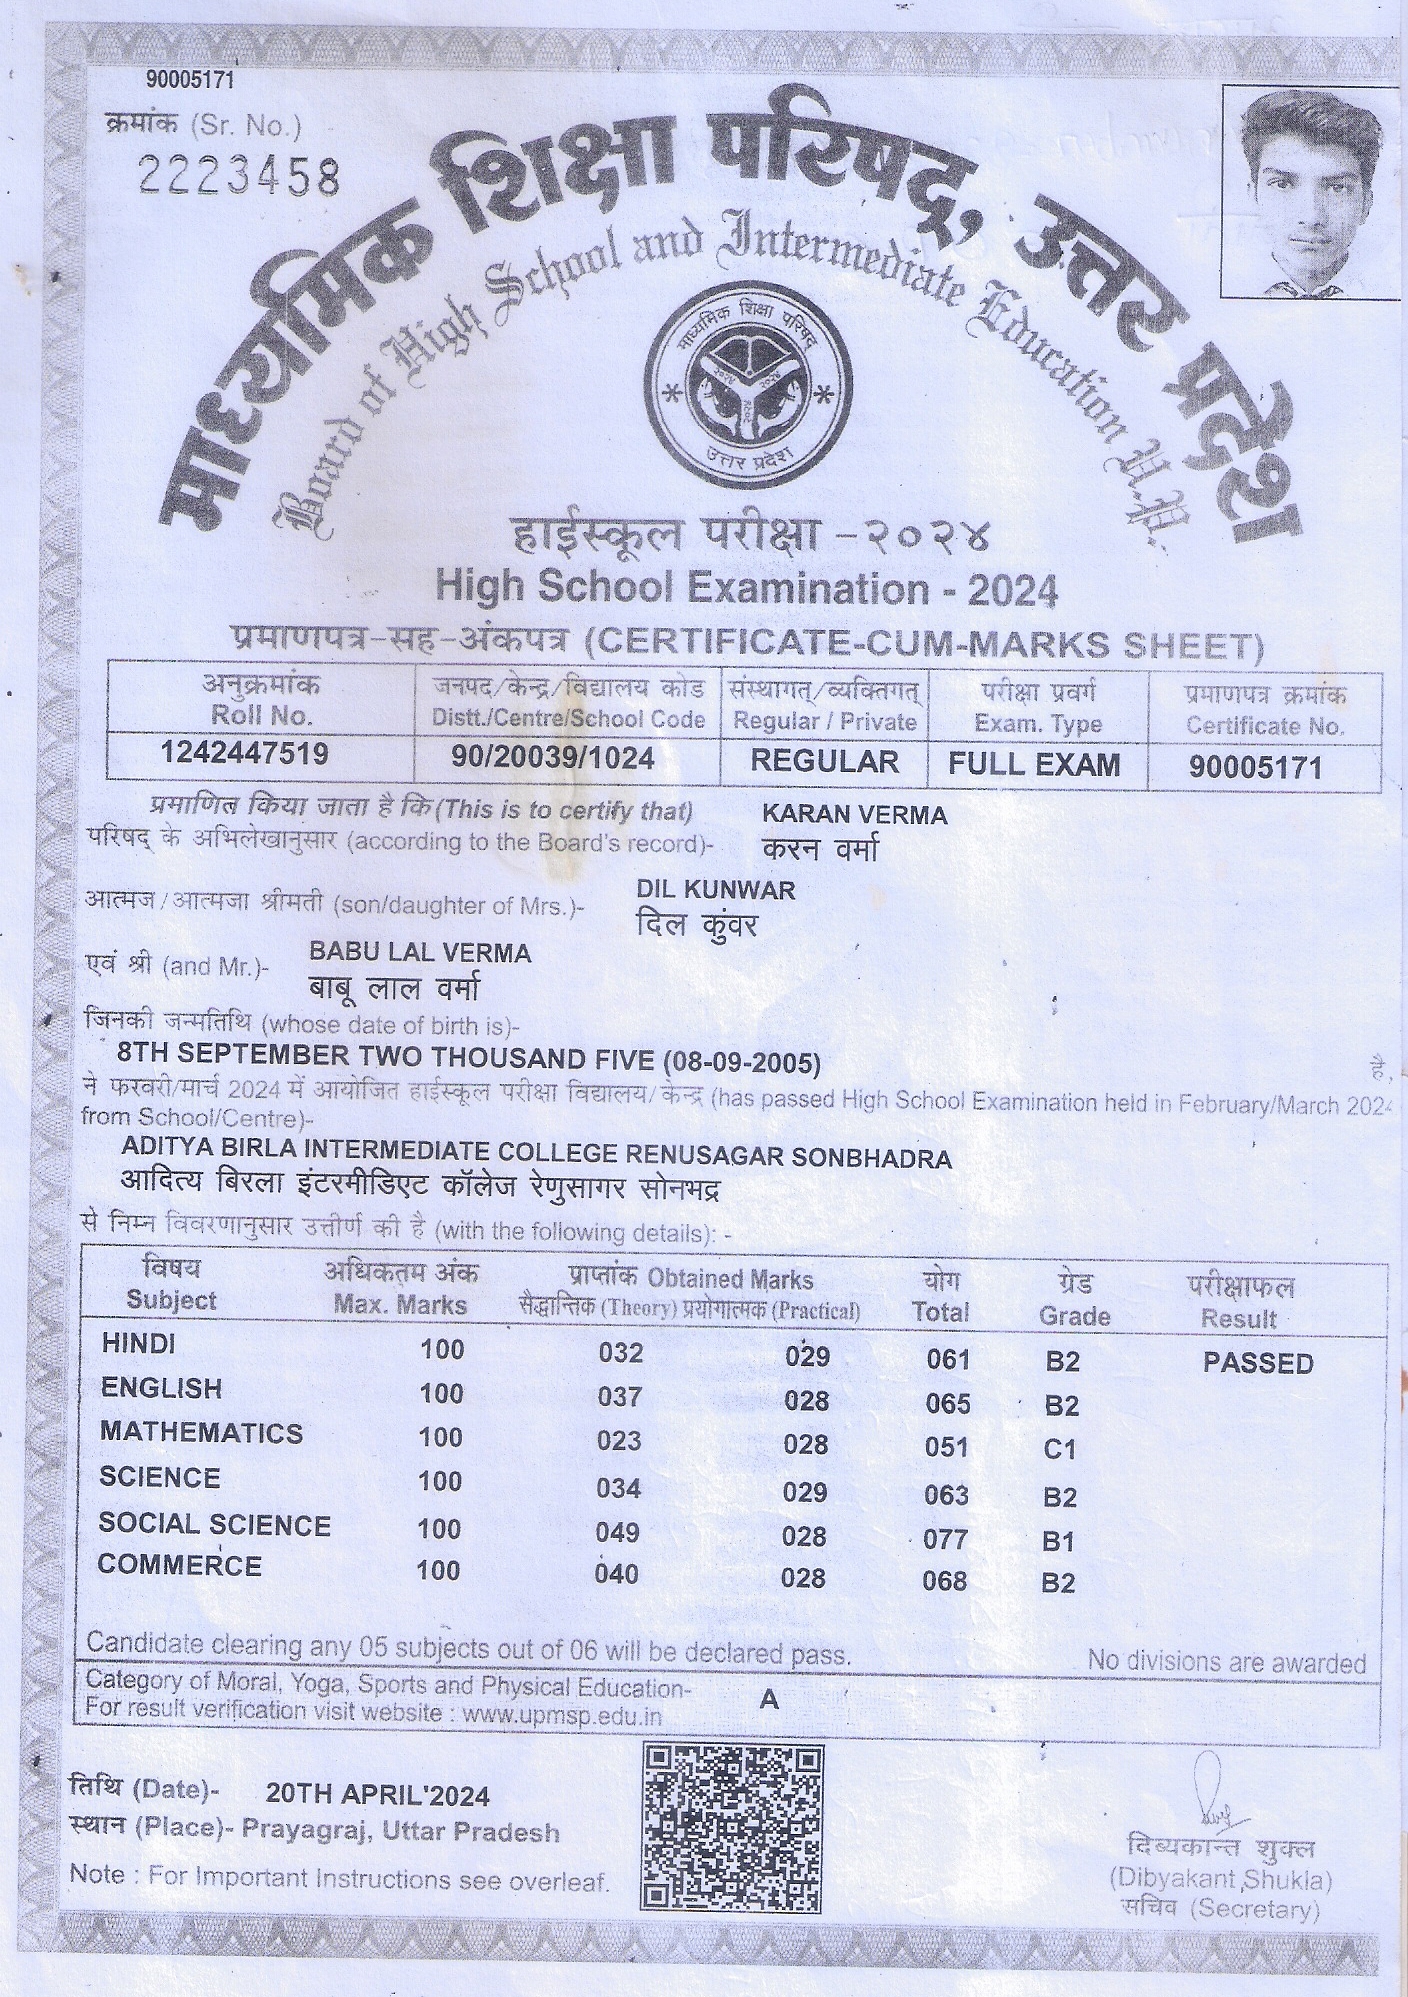 90005171
क्रमांक (Sr. No.)
2223458
माध्यमिक शिक्षा परिषद्, उत्तर प्रदेश
Board of High School and Intermediate Education U.P.
माध्यमिक शिक्षा परिषद्
उत्तर प्रदेश
हाईस्कूल परीक्षा -२०२४
High School Examination - 2024
प्रमाणपत्र-सह-अंकपत्र (CERTIFICATE-CUM-MARKS SHEET)
अनुक्रमांक जनपद/केन्द्र/विद्यालय कोड संस्थागत्/व्यक्तिगत् परीक्षा प्रवर्ग प्रमाणपत्र क्रमांक
Roll No. Distt./Centre/School Code Regular / Private Exam. Type Certificate No.
1242447519 90/20039/1024 REGULAR FULL EXAM 90005171
प्रमाणित किया जाता है कि (This is to certify that) KARAN VERMA
परिषद् के अभिलेखानुसार (according to the Board's record)- करन वर्मा
DIL KUNWAR
आत्मज/आत्मजा श्रीमती (son/daughter of Mrs.)- दिल कुंवर
BABU LAL VERMA
एवं श्री (and Mr.)- बाबू लाल वर्मा
जिनकी जन्मतिथि (whose date of birth is)-
8TH SEPTEMBER TWO THOUSAND FIVE (08-09-2005) है,
ने फरवरी/मार्च 2024 में आयोजित हाईस्कूल परीक्षा विद्यालय/केन्द्र (has passed High School Examination held in February/March 2024
from School/Centre)-
ADITYA BIRLA INTERMEDIATE COLLEGE RENUSAGAR SONBHADRA
आदित्य बिरला इंटरमीडिएट कॉलेज रेणुसागर सोनभद्र
से निम्न विवरणानुसार उत्तीर्ण की है (with the following details): -
विषय अधिकतम अंक प्राप्तांक Obtained Marks योग ग्रेड परीक्षाफल
Subject Max. Marks सैद्धान्तिक (Theory) प्रयोगात्मक (Practical) Total Grade Result
HINDI 100 032 029 061 B2 PASSED
ENGLISH 100 037 028 065 B2
MATHEMATICS 100 023 028 051 C1
SCIENCE 100 034 029 063 B2
SOCIAL SCIENCE 100 049 028 077 B1
COMMERCE 100 040 028 068 B2
Candidate clearing any 05 subjects out of 06 will be declared pass. No divisions are awarded
Category of Moral, Yoga, Sports and Physical Education- A
For result verification visit website : www.upmsp.edu.in
तिथि (Date)- 20TH APRIL'2024
स्थान (Place)- Prayagraj, Uttar Pradesh
Note : For Important Instructions see overleaf.
दिव्यकान्त शुक्ल
(Dibyakant Shukla)
सचिव (Secretary)